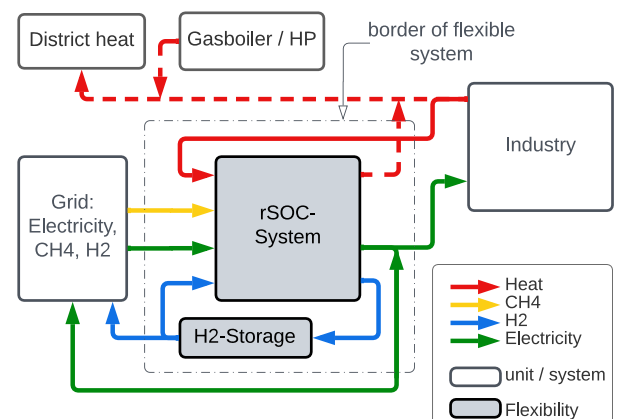 District heat
Gasboiler / HP
border of flexible
system
Industry
Grid:
Electricity,
CH4, H2
rSOC-
System
H2-Storage
Heat
CH4
H2
Electricity
unit / system
Flexibility